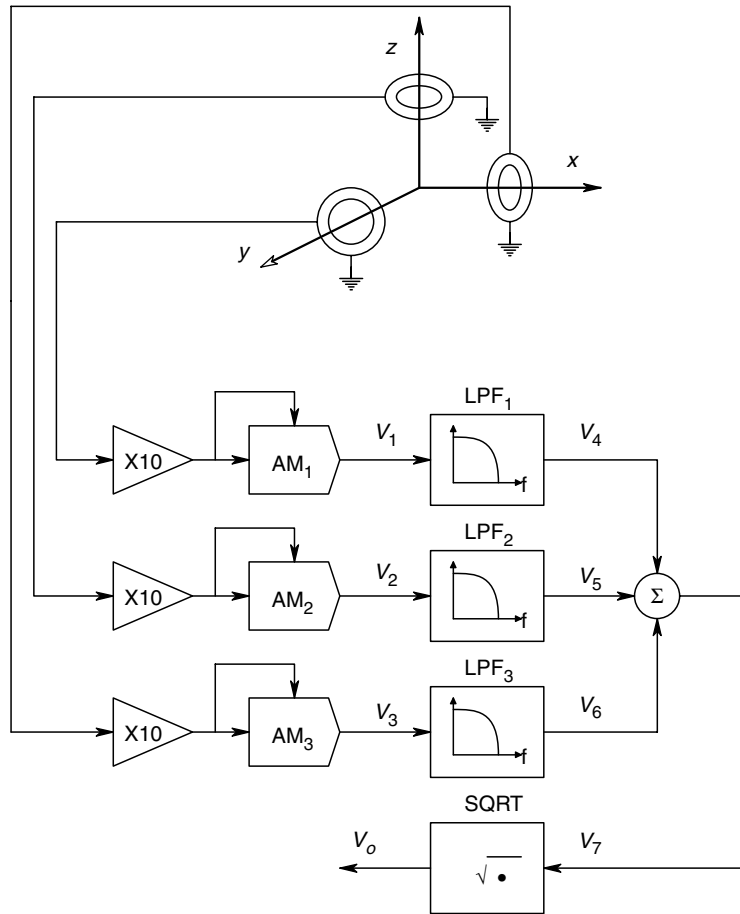 z
x
y
LPF₁
X10
AM₁
V₁
f
V₄
LPF₂
X10
AM₂
V₂
f
V₅
Σ
LPF₃
X10
AM₃
V₃
f
V₆
SQRT
Vₒ
√•
V₇